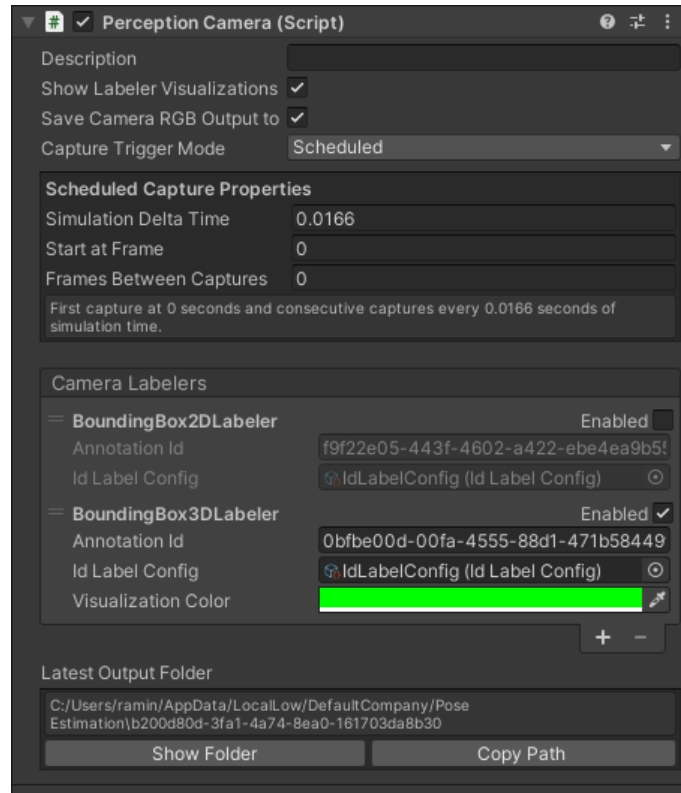 Perception Camera (Script)
Description
Show Labeler Visualizations
Save Camera RGB Output to
Capture Trigger Mode Scheduled
Scheduled Capture Properties
Simulation Delta Time 0.0166
Start at Frame 0
Frames Between Captures 0
First capture at 0 seconds and consecutive captures every 0.0166 seconds of
simulation time.
Camera Labelers
BoundingBox2DLabeler Enabled
Annotation Id f9f22e05-443f-4602-a422-ebe4ea9b55
Id Label Config IdLabelConfig (Id Label Config)
BoundingBox3DLabeler Enabled
Annotation Id 0bfbe00d-00fa-4555-88d1-471b58449
Id Label Config IdLabelConfig (Id Label Config)
Visualization Color
Latest Output Folder
C:/Users/ramin/AppData/LocalLow/DefaultCompany/Pose
Estimation\b200d80d-3fa1-4a74-8ea0-161703da8b30
Show Folder Copy Path